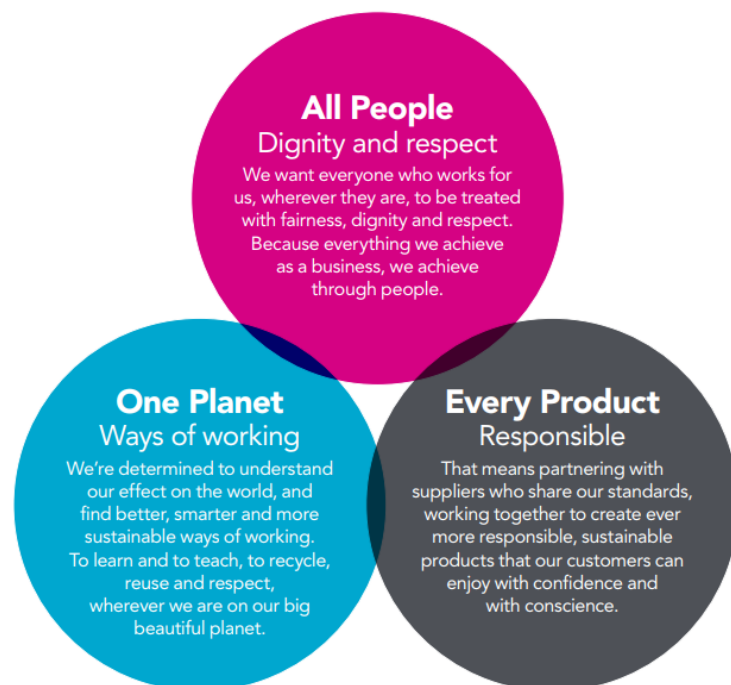 All People
Dignity and respect
We want everyone who works for
us, wherever they are, to be treated
with fairness, dignity and respect.
Because everything we achieve
as a business, we achieve
through people.
One Planet
Ways of working
We’re determined to understand
our effect on the world, and
find better, smarter and more
sustainable ways of working.
To learn and to teach, to recycle,
reuse and respect,
wherever we are on our big
beautiful planet.
Every Product
Responsible
That means partnering with
suppliers who share our standards,
working together to create ever
more responsible, sustainable
products that our customers can
enjoy with confidence and
with conscience.